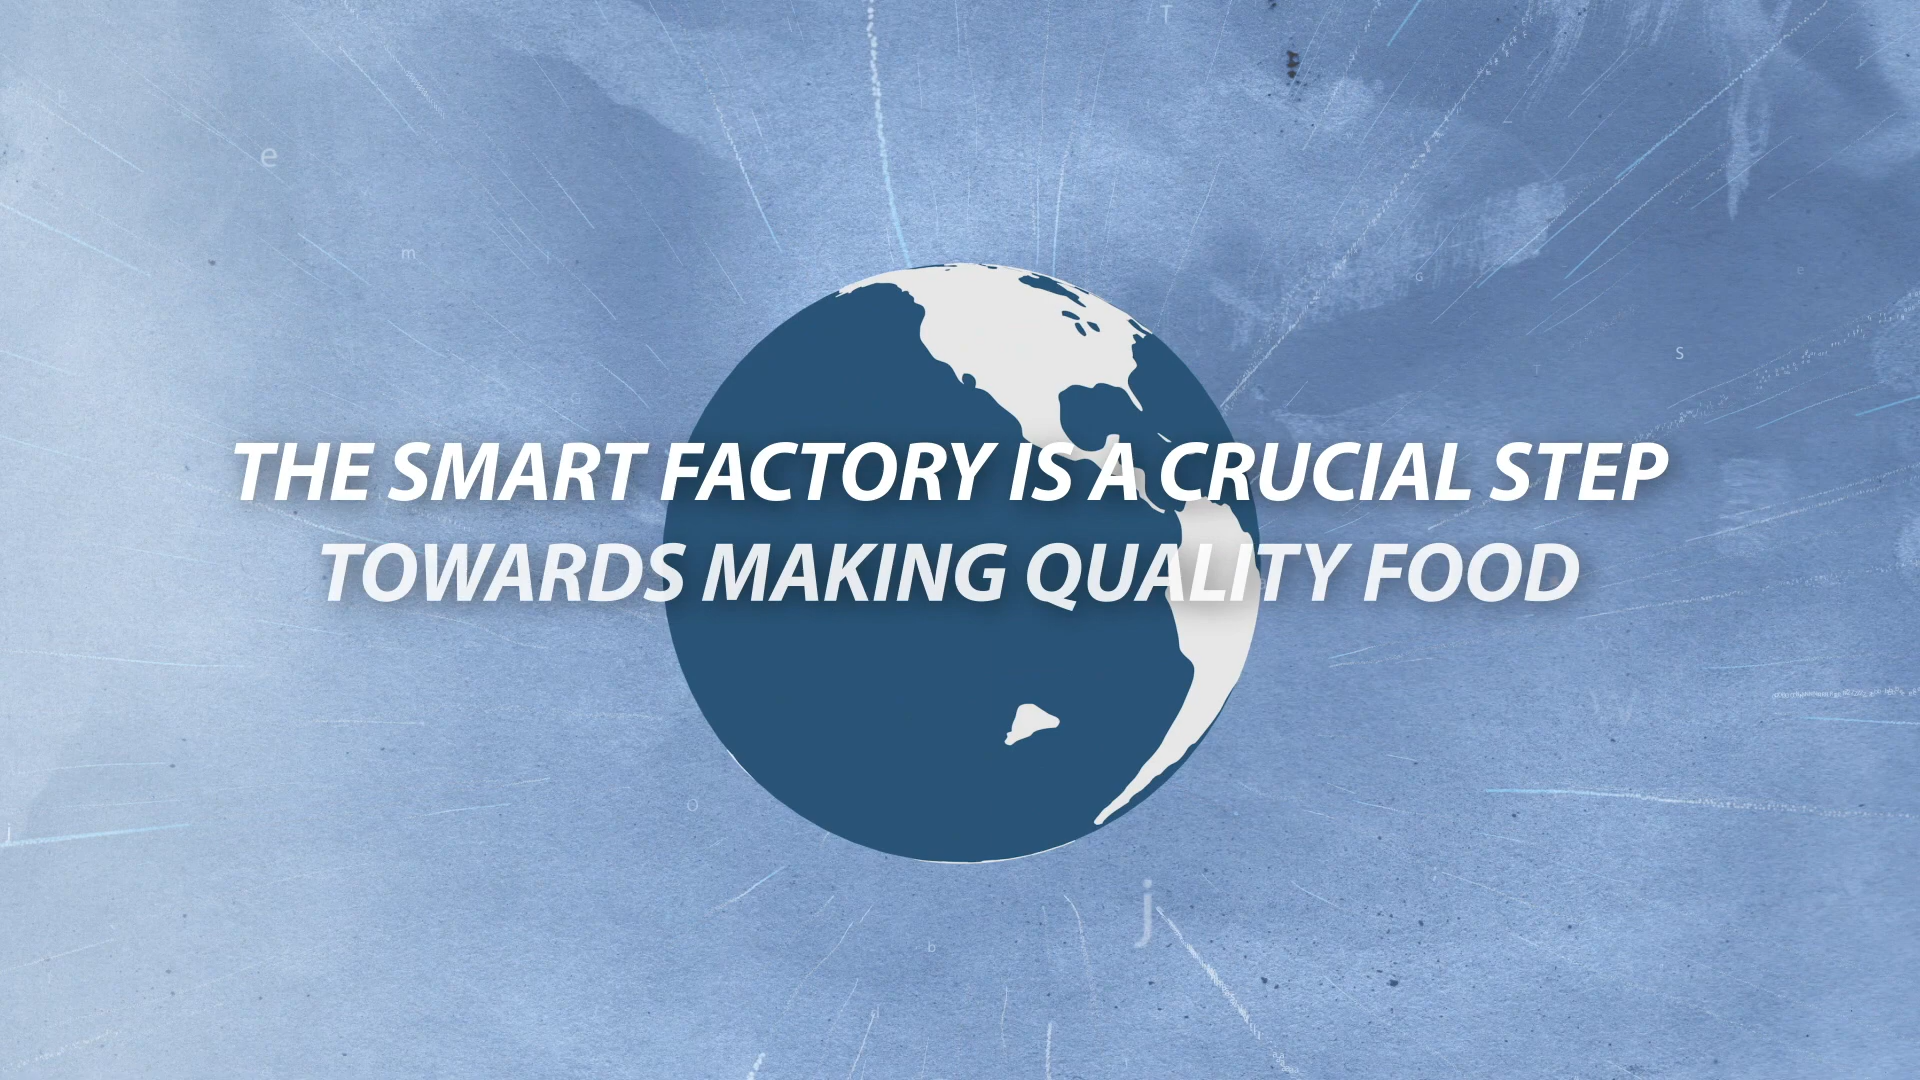 THE SMART FACTORY IS A CRUCIAL STEP
TOWARDS MAKING QUALITY FOOD